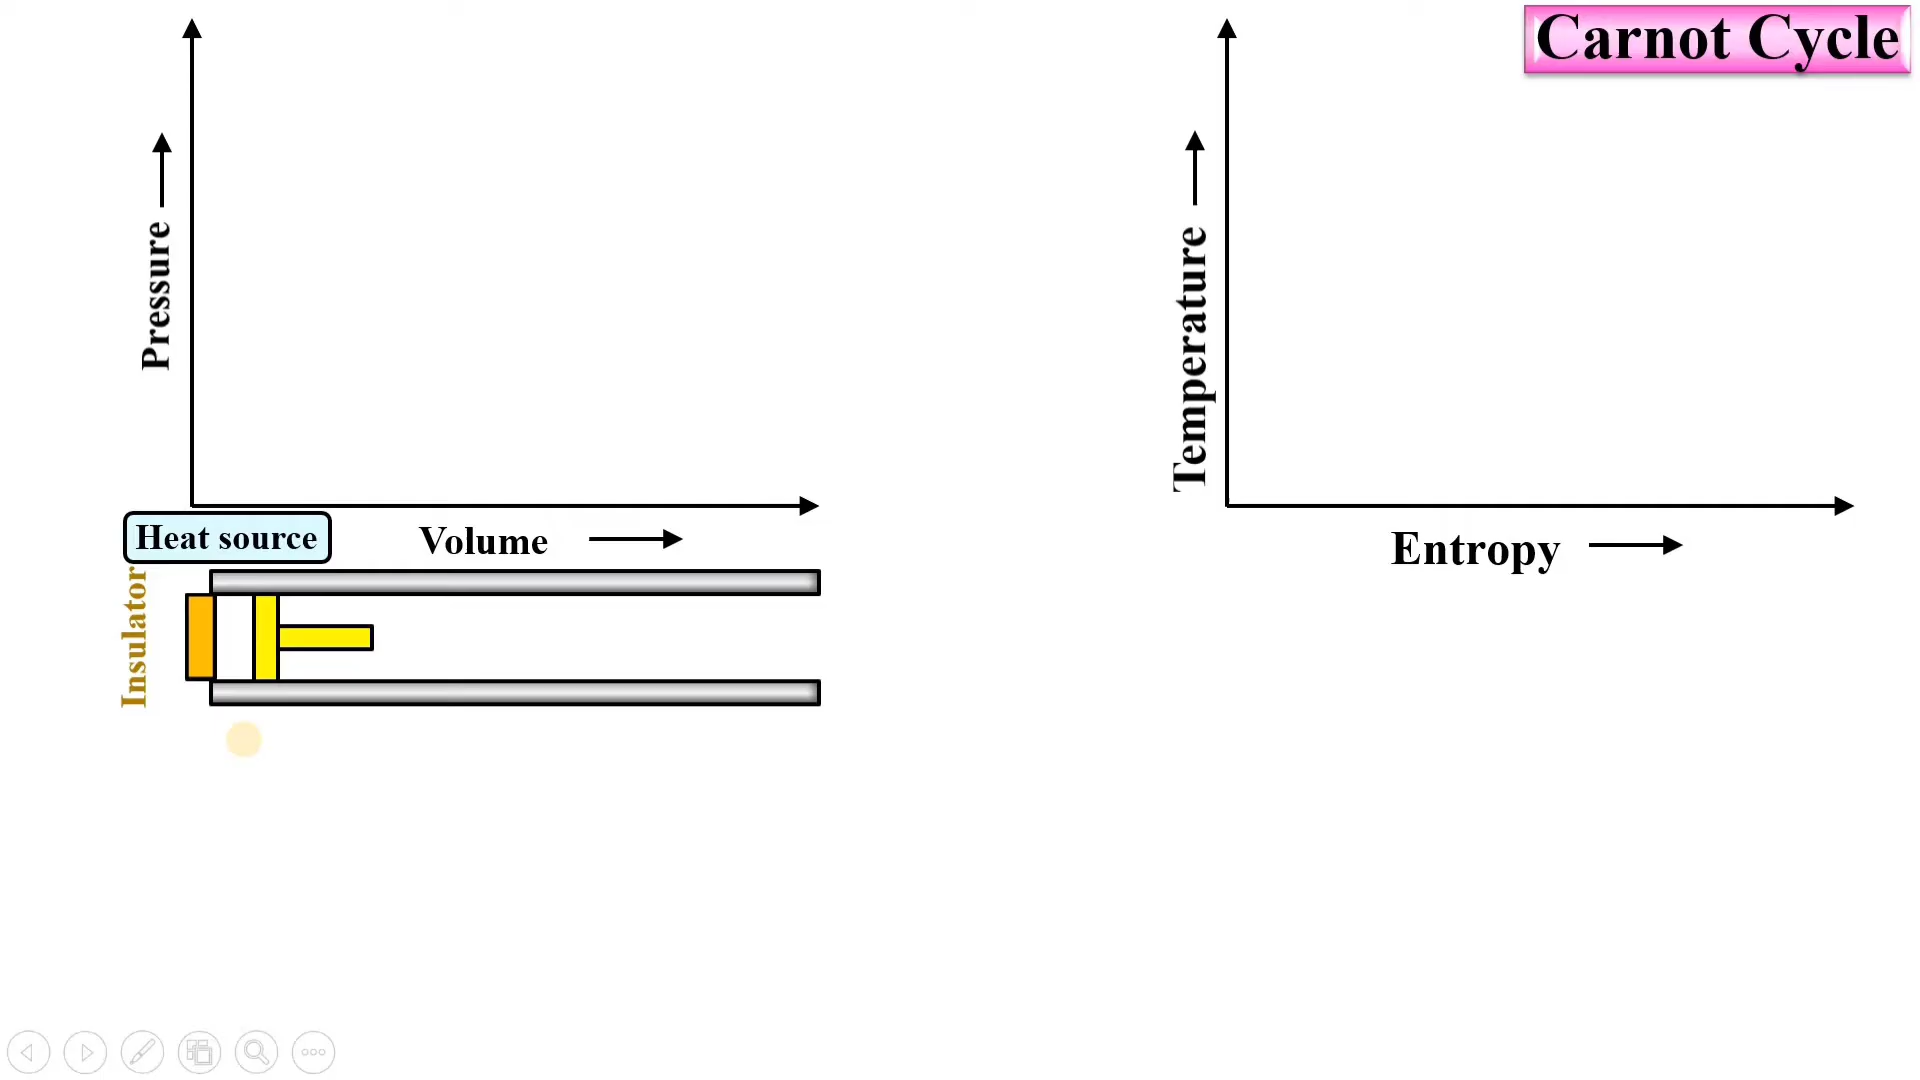 Carnot Cycle
Pressure
Temperature
Heat source
Volume
Entropy
Insulator